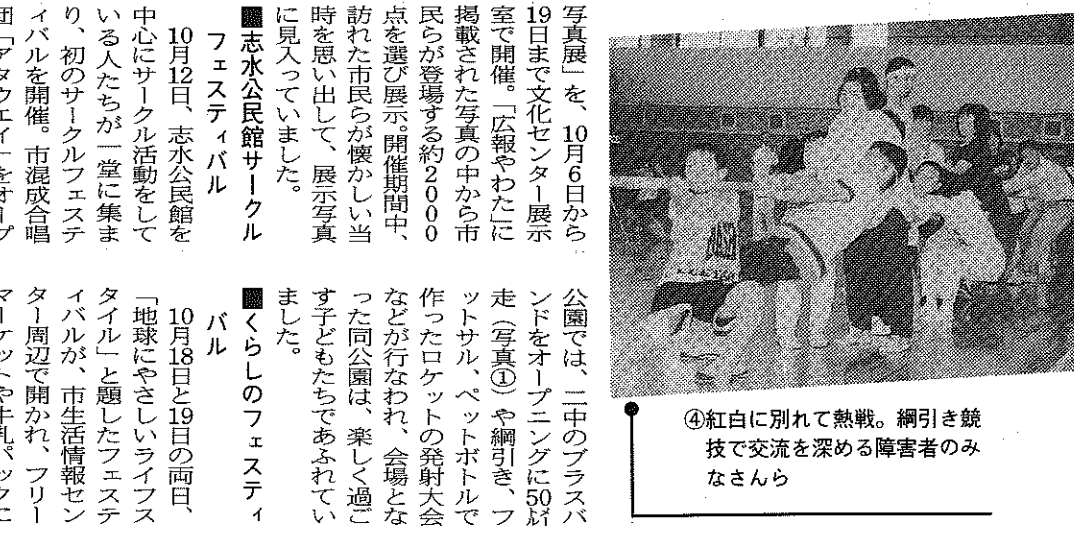 写真展」を、10月6日から
19日まで文化センター展示
室で開催。「広報やわた」に
掲載された写真の中から市
民らが登場する約2000
点を選び展示。開催期間中、
訪れた市民らが懐かしい当
時を思い出して、展示写真
に見入っていました。
■志水公民館サークル
フェスティバル
10月12日、志水公民館を
中心にサークル活動をして
いる人たちが一堂に集ま
り、初のサークルフェステ
ィバルを開催。市混成合唱
団「アタウェイ」をオープ
公園では、二中のブラスバ
ンドをオープニングに50㍍
走（写真①）や綱引き、フ
ットサル、ペットボトルで
作ったロケットの発射大会
などが行なわれ、会場とな
った同公園は、楽しく過ご
す子どもたちであふれてい
ました。
■くらしのフェスティ
バル
10月18日と19日の両日、
「地球にやさしいライフス
タイル」と題したフェステ
ィバルが、市生活情報セン
ター周辺で開かれ、フリー
マーケットや牛乳パックに
④紅白に別れて熱戦。綱引き競
技で交流を深める障害者のみ
なさんら